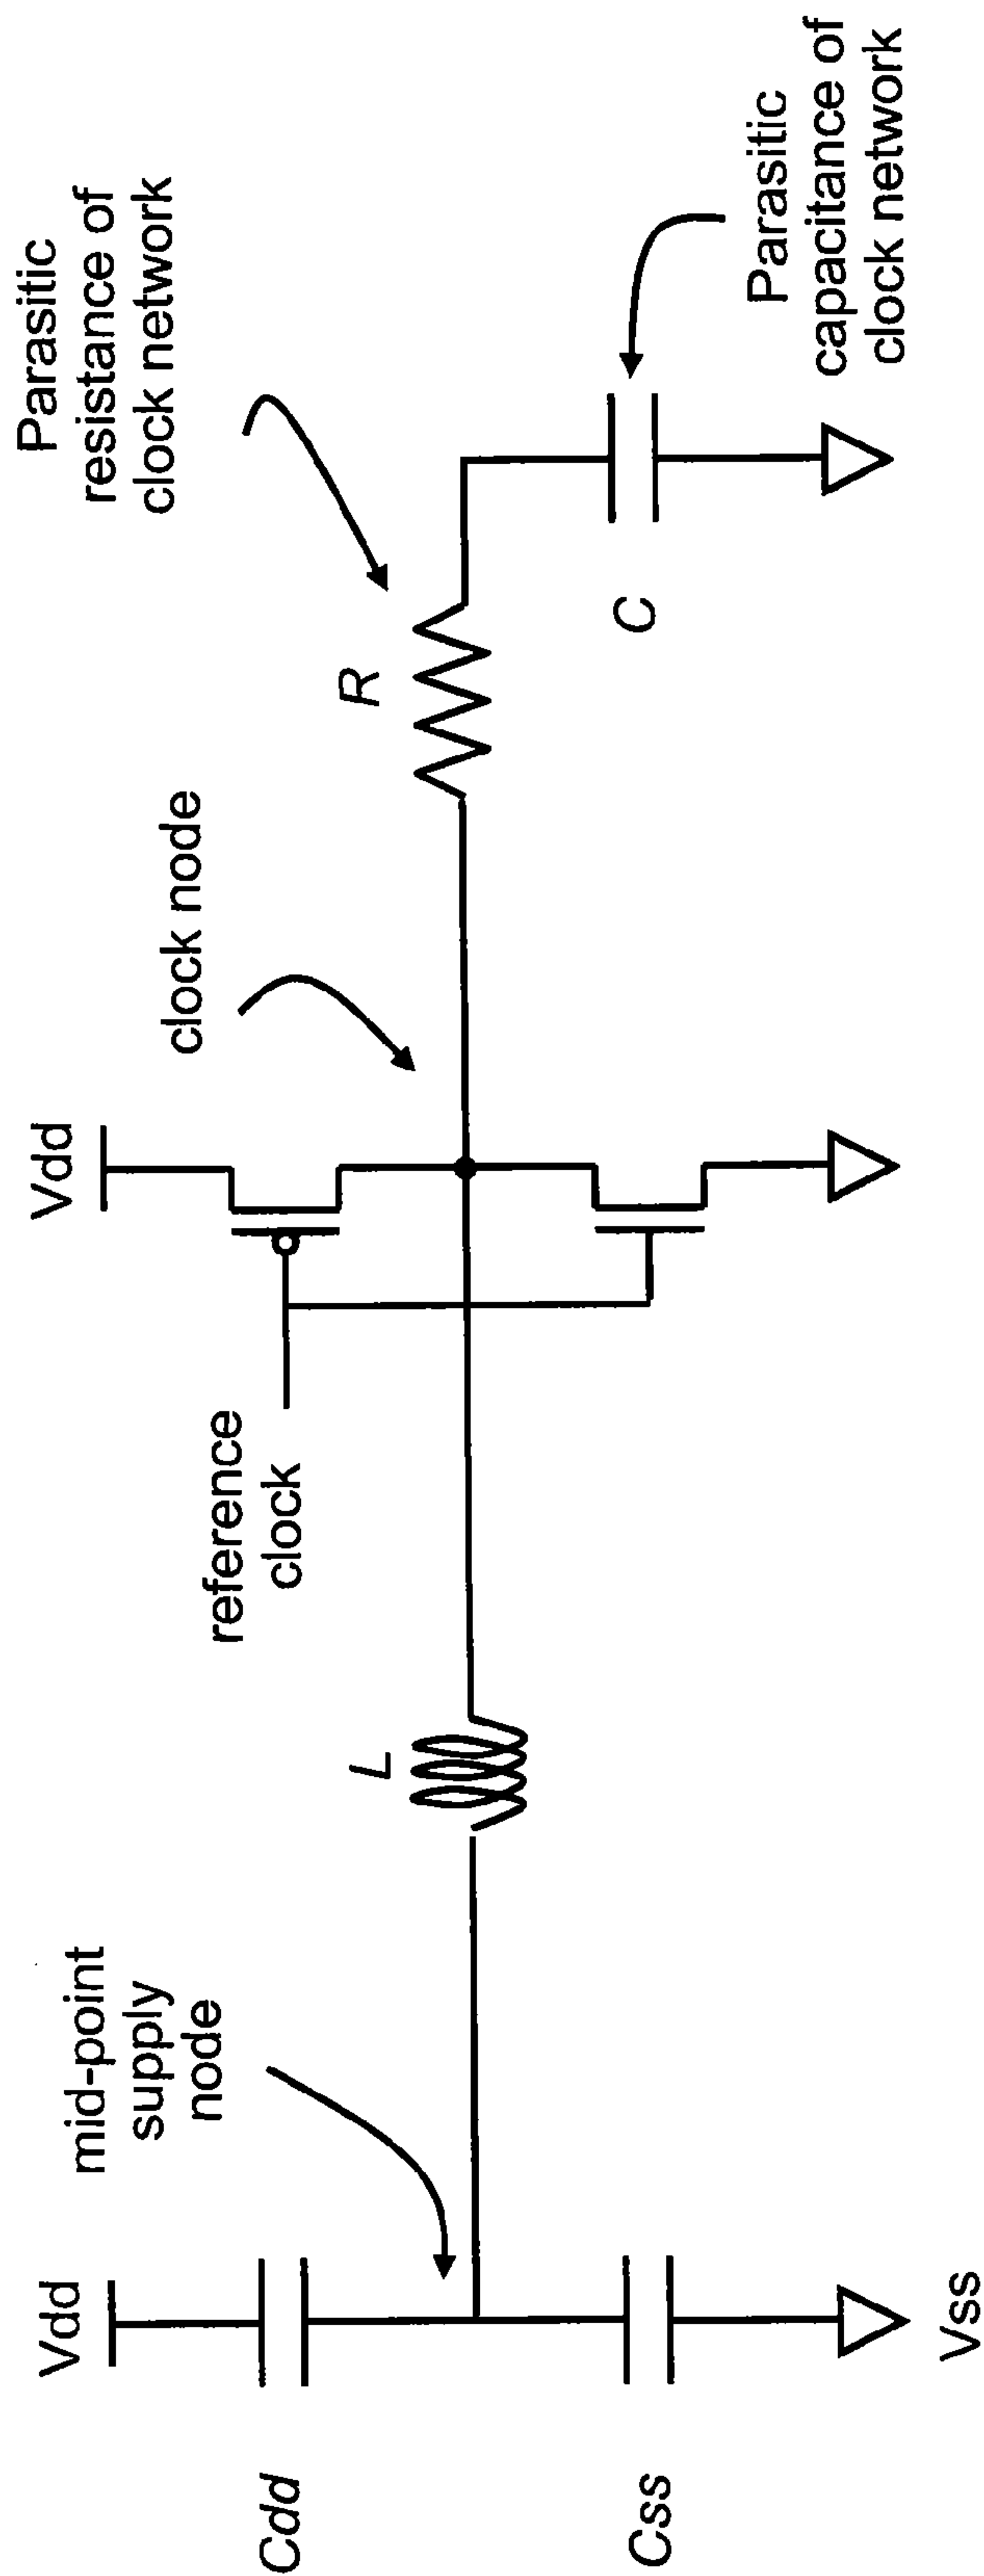 Vdd
Cdd
mid-point
supply
node
Css
Vss
L
reference
clock
Vdd
clock node
R
Parasitic
resistance of
clock network
C
Parasitic
capacitance of
clock network